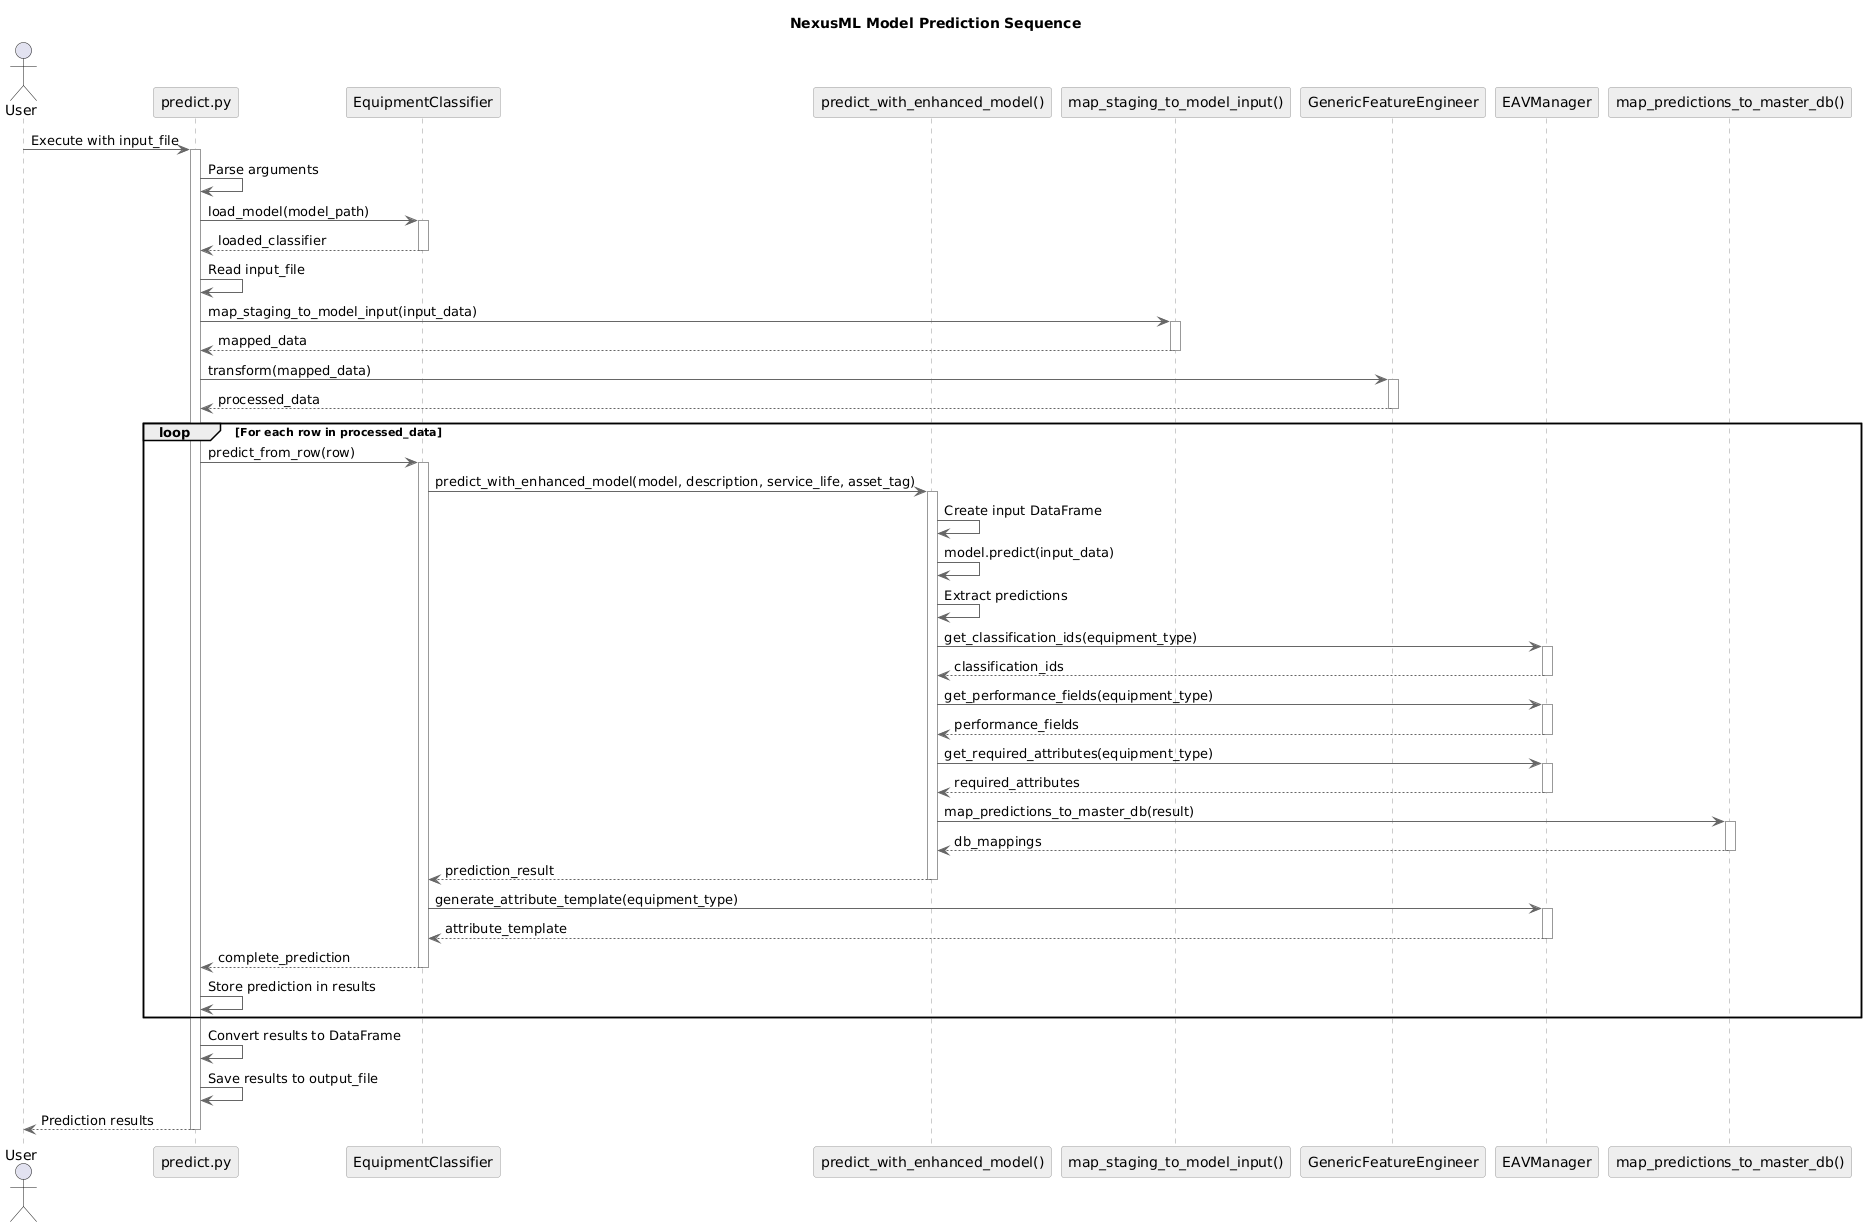 NexusML Model Prediction Sequence
User
predict.py
EquipmentClassifier
predict_with_enhanced_model()
map_staging_to_model_input()
GenericFeatureEngineer
EAVManager
map_predictions_to_master_db()
Execute with input_file
Parse arguments
load_model(model_path)
loaded_classifier
Read input_file
map_staging_to_model_input(input_data)
mapped_data
transform(mapped_data)
processed_data
loop [For each row in processed_data]
predict_from_row(row)
predict_with_enhanced_model(model, description, service_life, asset_tag)
Create input DataFrame
model.predict(input_data)
Extract predictions
get_classification_ids(equipment_type)
classification_ids
get_performance_fields(equipment_type)
performance_fields
get_required_attributes(equipment_type)
required_attributes
map_predictions_to_master_db(result)
db_mappings
prediction_result
generate_attribute_template(equipment_type)
attribute_template
complete_prediction
Store prediction in results
Convert results to DataFrame
Save results to output_file
Prediction results
User
predict.py
EquipmentClassifier
predict_with_enhanced_model()
map_staging_to_model_input()
GenericFeatureEngineer
EAVManager
map_predictions_to_master_db()